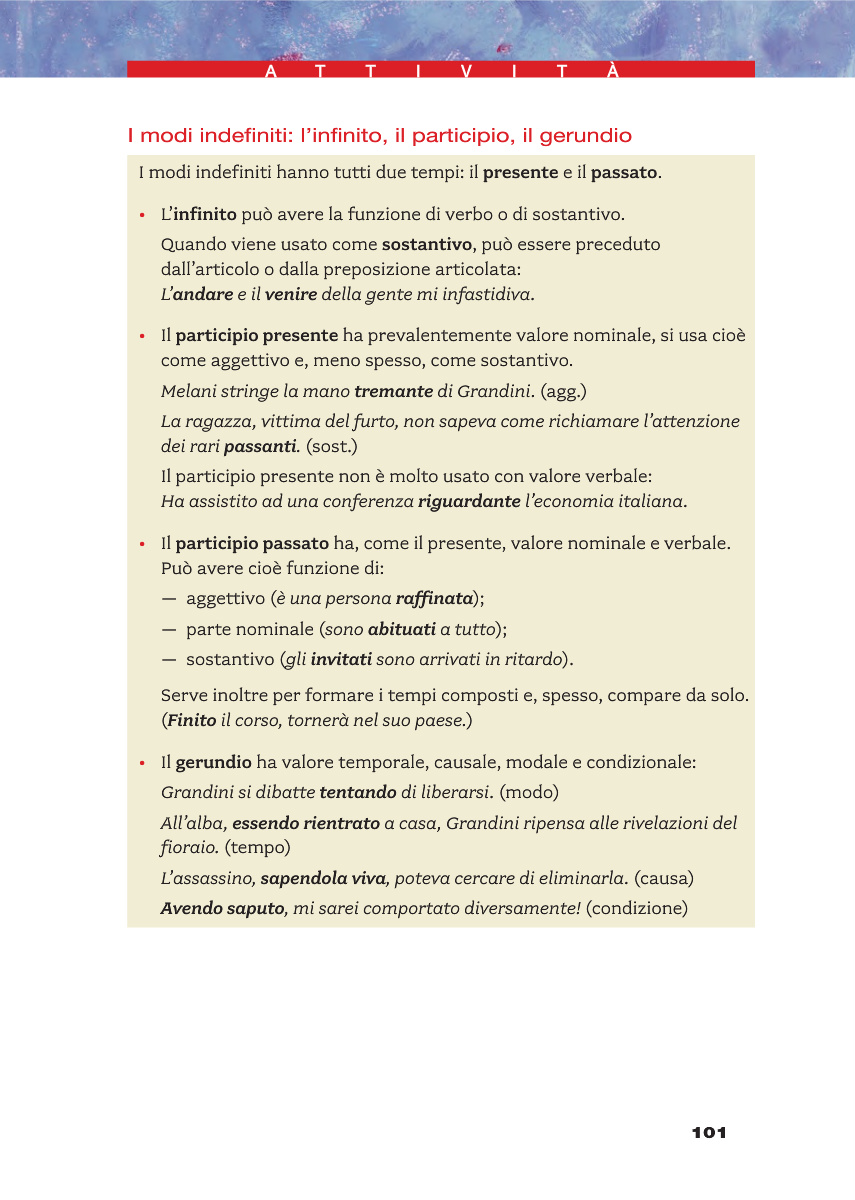 ATTIVITÀ
I modi indefiniti: l’infinito, il participio, il gerundio
I modi indefiniti hanno tutti due tempi: il presente e il passato.
• L’infinito può avere la funzione di verbo o di sostantivo.
Quando viene usato come sostantivo, può essere preceduto
dall’articolo o dalla preposizione articolata:
L’andare e il venire della gente mi infastidiva.
• Il participio presente ha prevalentemente valore nominale, si usa cioè
come aggettivo e, meno spesso, come sostantivo.
Melani stringe la mano tremante di Grandini. (agg.)
La ragazza, vittima del furto, non sapeva come richiamare l’attenzione
dei rari passanti. (sost.)
Il participio presente non è molto usato con valore verbale:
Ha assistito ad una conferenza riguardante l’economia italiana.
• Il participio passato ha, come il presente, valore nominale e verbale.
Può avere cioè funzione di:
— aggettivo (è una persona raffinata);
— parte nominale (sono abituati a tutto);
— sostantivo (gli invitati sono arrivati in ritardo).
Serve inoltre per formare i tempi composti e, spesso, compare da solo.
(Finito il corso, tornerà nel suo paese.)
• Il gerundio ha valore temporale, causale, modale e condizionale:
Grandini si dibatte tentando di liberarsi. (modo)
All’alba, essendo rientrato a casa, Grandini ripensa alle rivelazioni del
fioraio. (tempo)
L’assassino, sapendola viva, poteva cercare di eliminarla. (causa)
Avendo saputo, mi sarei comportato diversamente! (condizione)
101